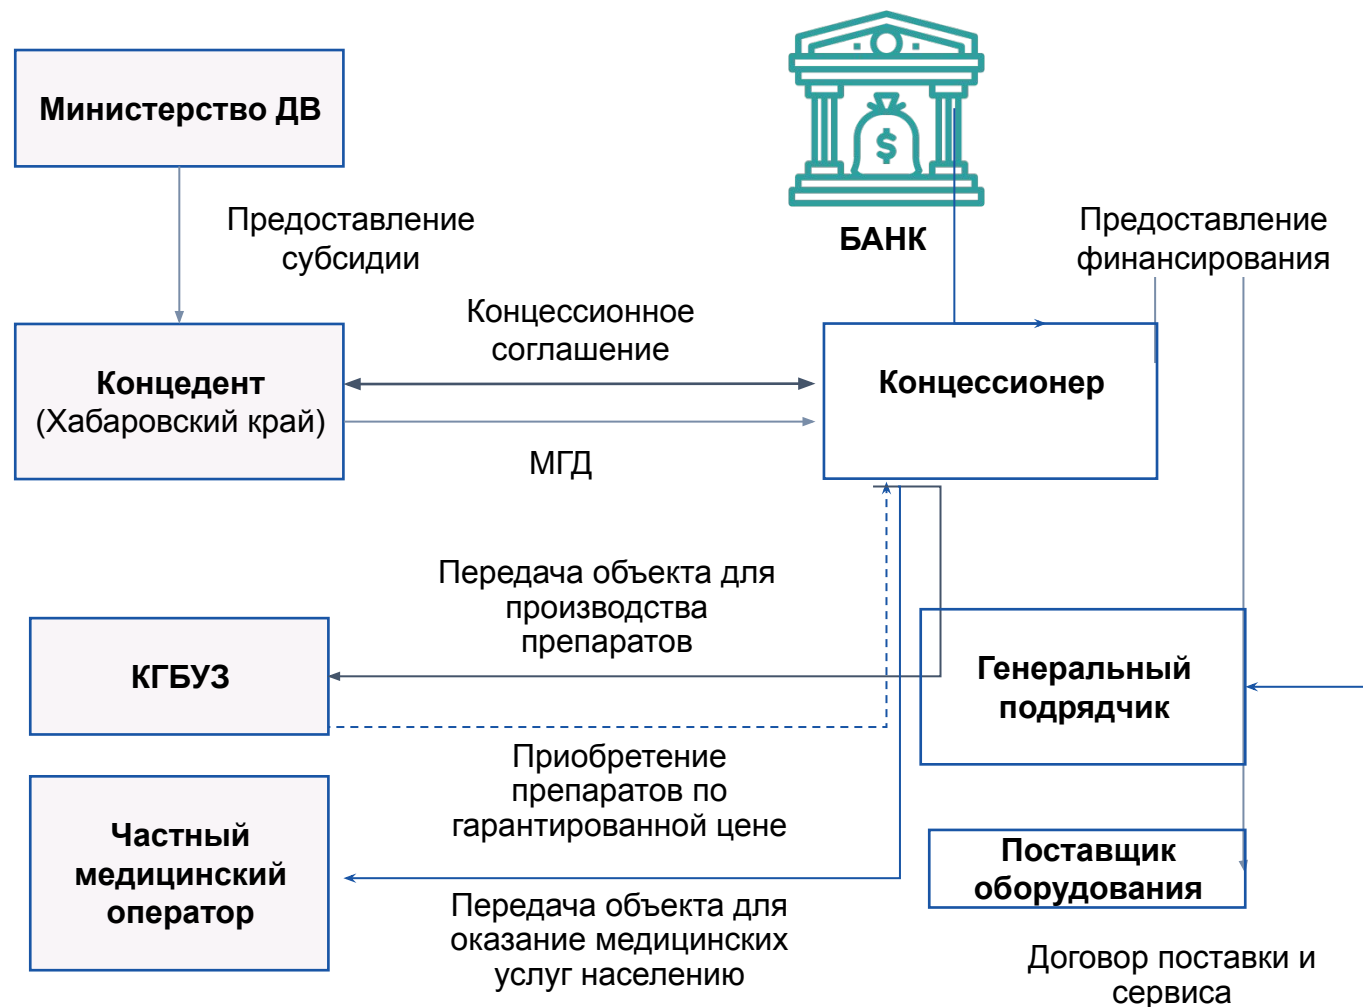 Министерство ДВ
$
БАНК
Предоставление
субсидии
Предоставление
финансирования
Концессионное
соглашение
Концедент
(Хабаровский край)
Концессионер
МГД
Передача объекта для
производства
препаратов
КГБУЗ
Генеральный
подрядчик
Приобретение
препаратов по
гарантированной цене
Частный
медицинский
оператор
Поставщик
оборудования
Передача объекта для
оказание медицинских
услуг населению
Договор поставки и
сервиса